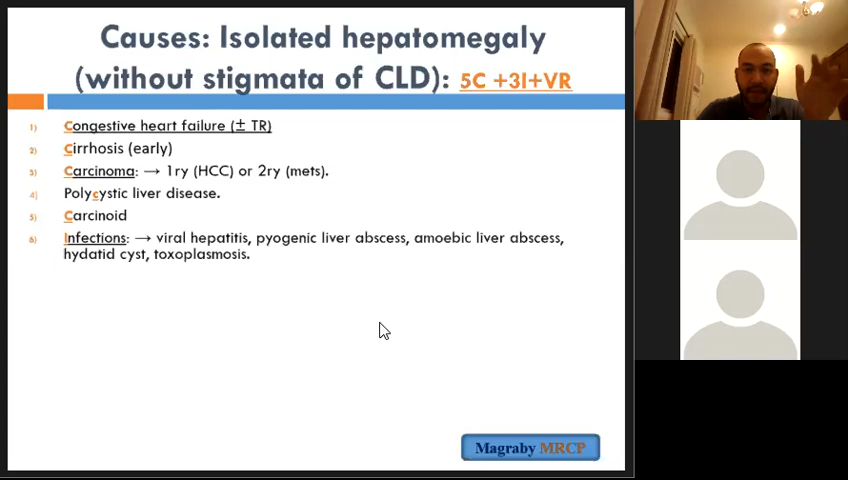 Causes: Isolated hepatomegaly
(without stigmata of CLD): 5C +3I+VR
1) Congestive heart failure (± TR)
2) Cirrhosis (early)
3) Carcinoma: → 1ry (HCC) or 2ry (mets).
4) Polycystic liver disease.
5) Carcinoid
6) Infections: → viral hepatitis, pyogenic liver abscess, amoebic liver abscess,
hydatid cyst, toxoplasmosis.
Magraby MRCP